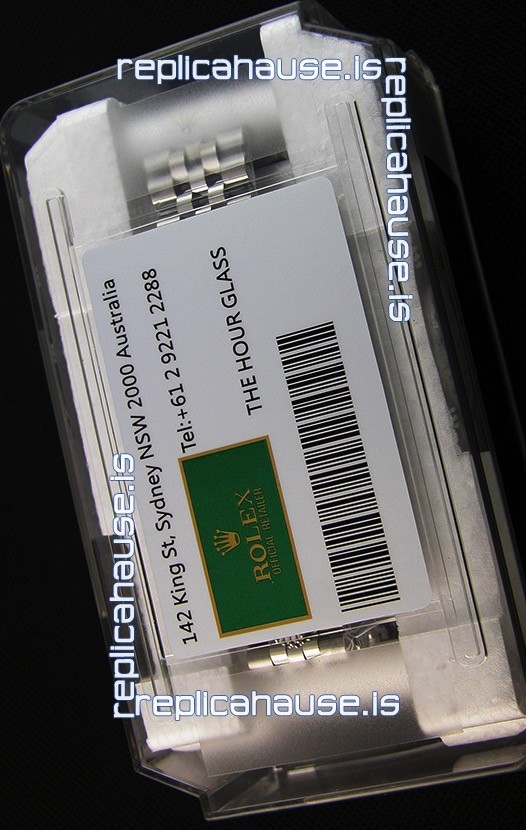 replicahause.is
replicahause.is
142 King St, Sydney NSW 2000 Australia
Tel:+61 2 9221 2288
THE HOUR GLASS
ROLEX
OFFICIAL RETAILER
replicahause.is
replicahause.is